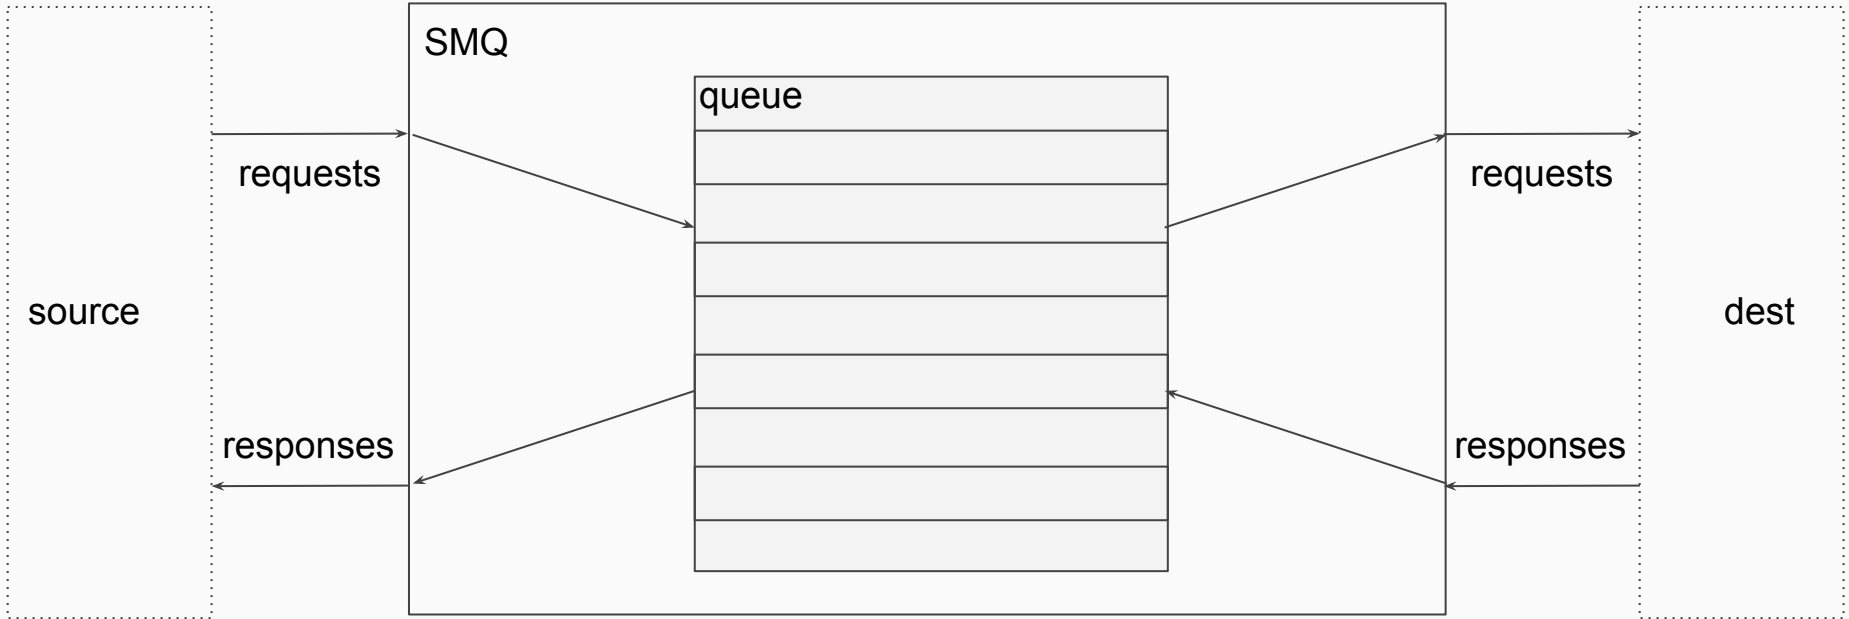 SMQ
queue
requests
requests
source
dest
responses
responses